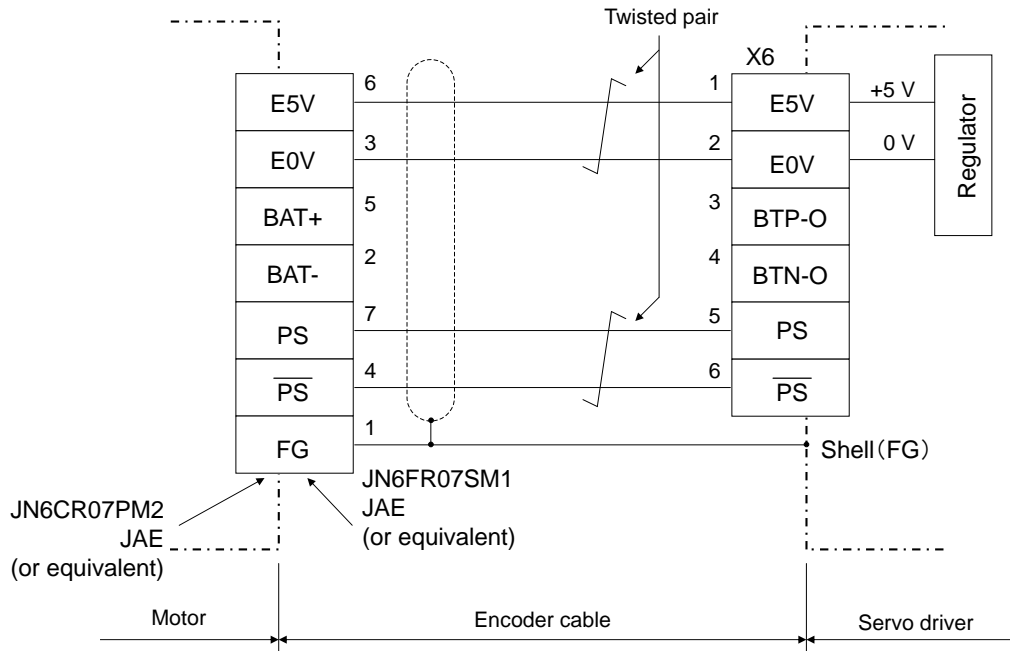 Twisted pair
X6
E5V
6
1
E5V
+5 V
E0V
3
2
E0V
0 V
Regulator
BAT+
5
3
BTP-O
BAT-
2
4
BTN-O
PS
7
5
PS
P̅S̅
4
6
P̅S̅
FG
1
Shell(FG)
JN6CR07PM2
JAE
(or equivalent)
JN6FR07SM1
JAE
(or equivalent)
Motor
Encoder cable
Servo driver